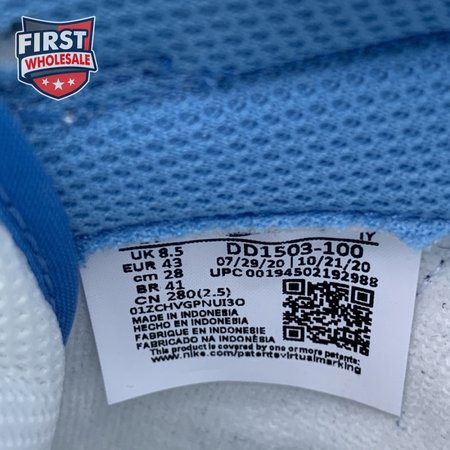 FIRST
WHOLESALE
IY
UK 8.5 DD1503-100
EUR 43 07/29/20 | 10/21/20
cm 28 UPC 00194502192988
BR 41
CN 280(2.5)
01ZCHVGPNUI3O
MADE IN INDONESIA
HECHO EN INDONESIA
FABRIQUE EN INDONESIE
FABRICADO NA INDONÉSIA
This product is covered by one or more patents:
www.nike.com/patentsvirtualmarking